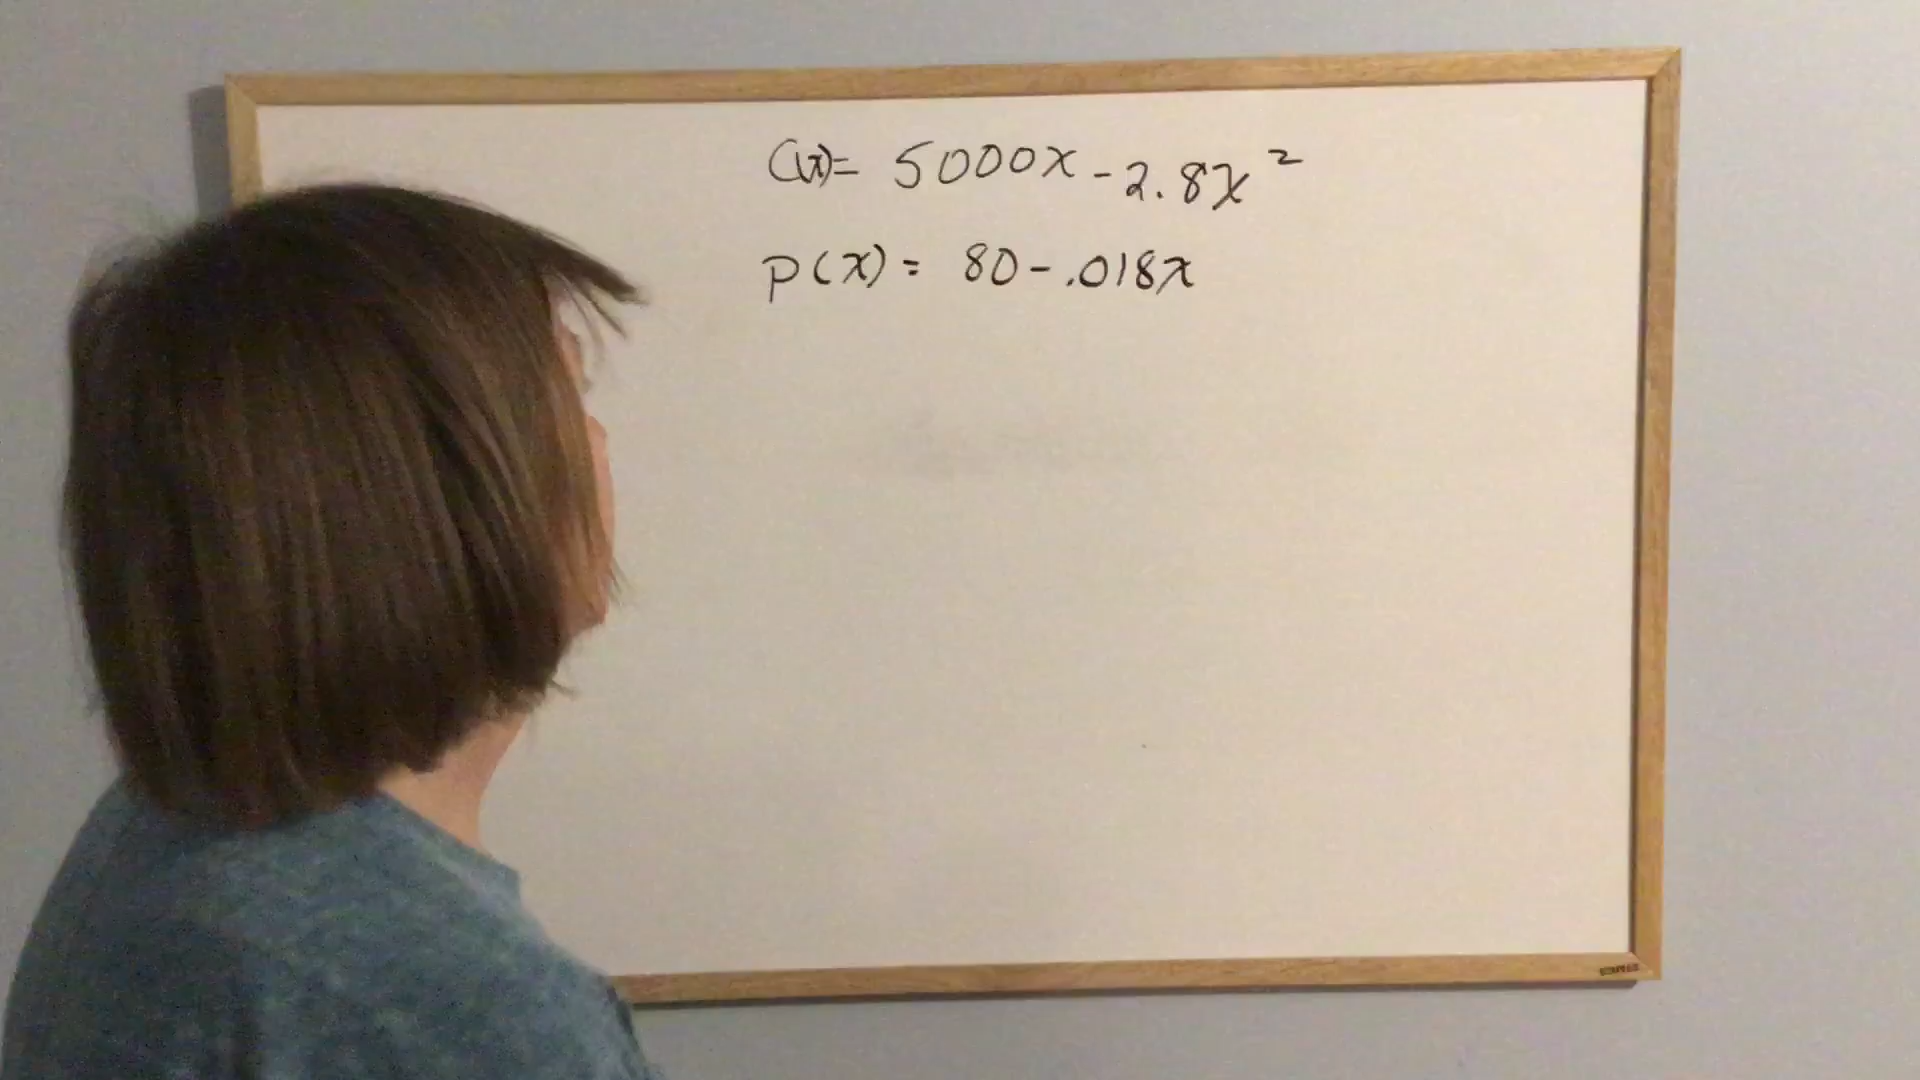 C(x)= 5000x - 2.8x²
p(x) = 80 - .018x